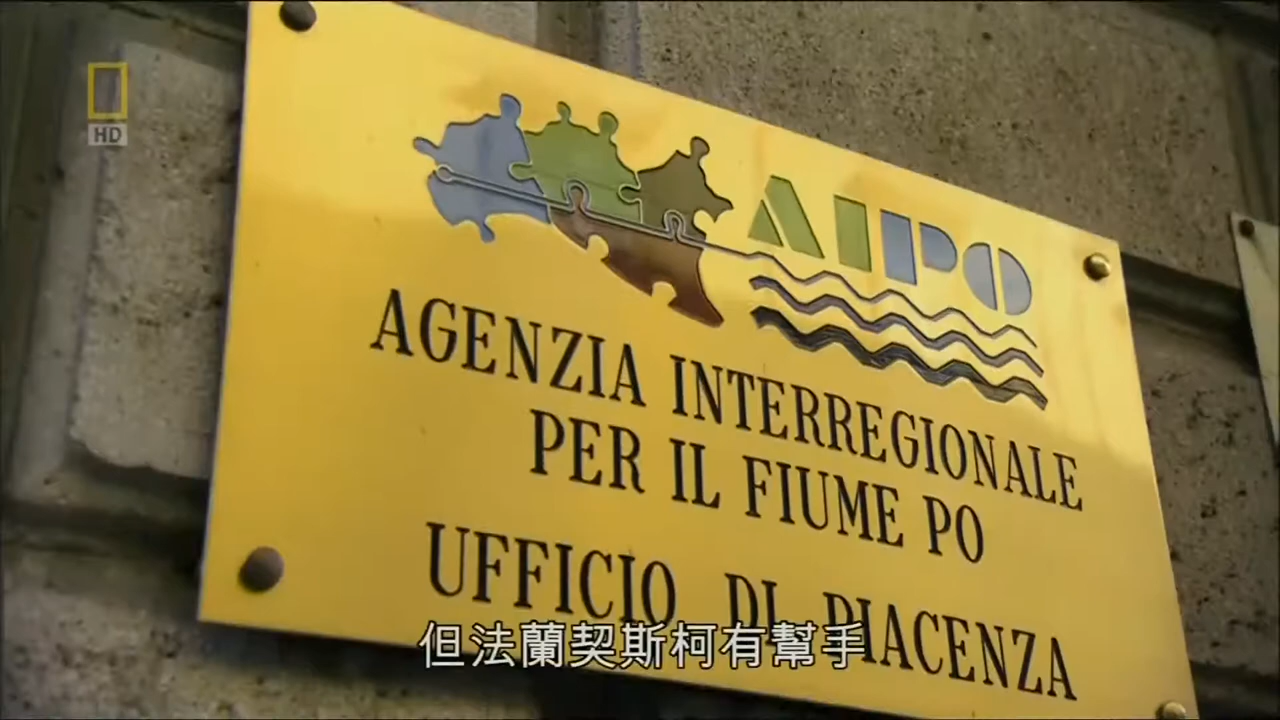 HD
AIPO
AGENZIA INTERREGIONALE
PER IL FIUME PO
UFFICIO DI PIACENZA
但法蘭契斯柯有幫手